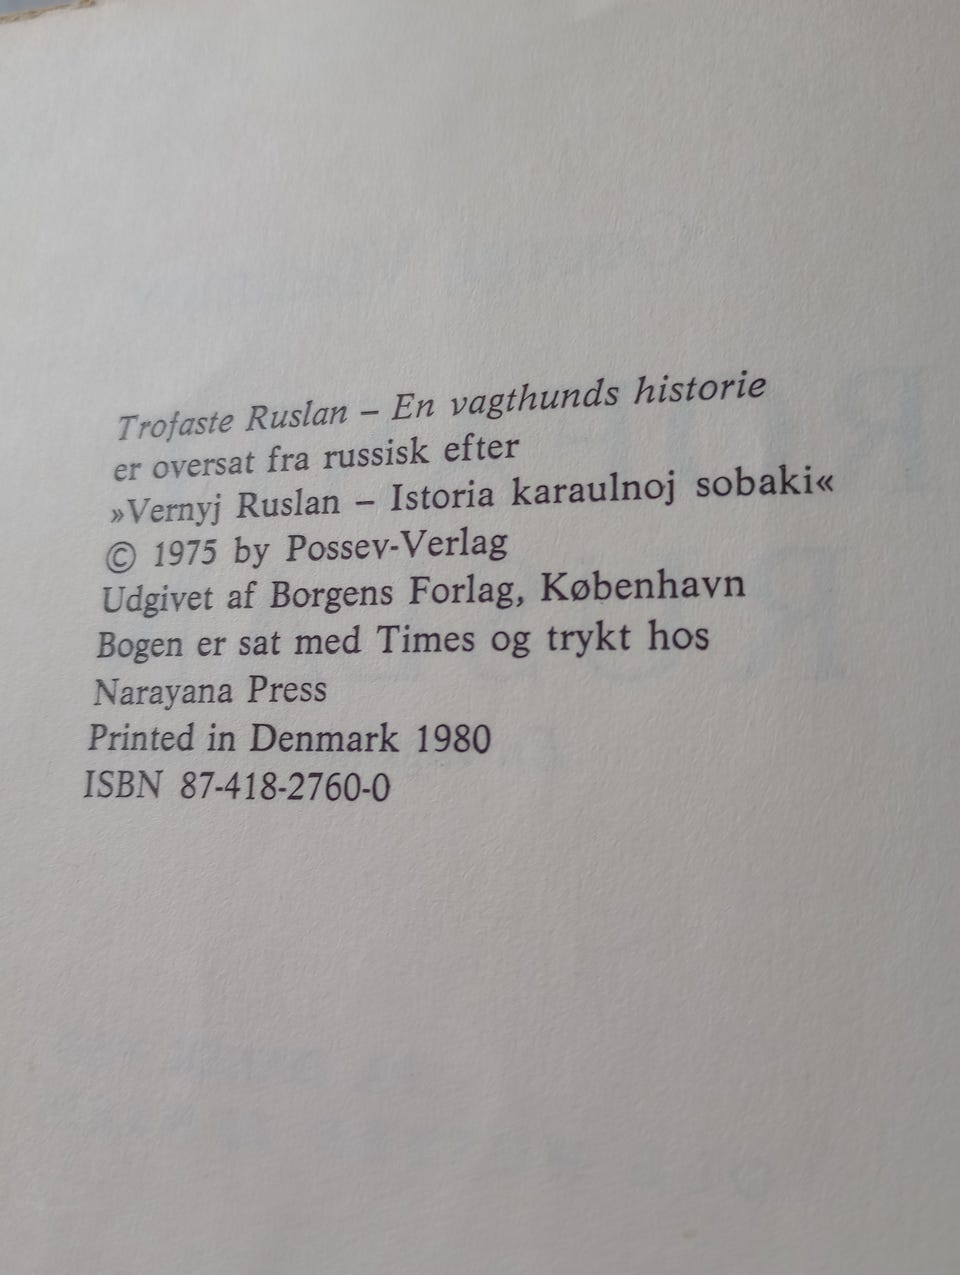 Trofaste Ruslan – En vagthunds historie
er oversat fra russisk efter
»Vernyj Ruslan – Istoria karaulnoj sobaki«
© 1975 by Possev-Verlag
Udgivet af Borgens Forlag, København
Bogen er sat med Times og trykt hos
Narayana Press
Printed in Denmark 1980
ISBN 87-418-2760-0